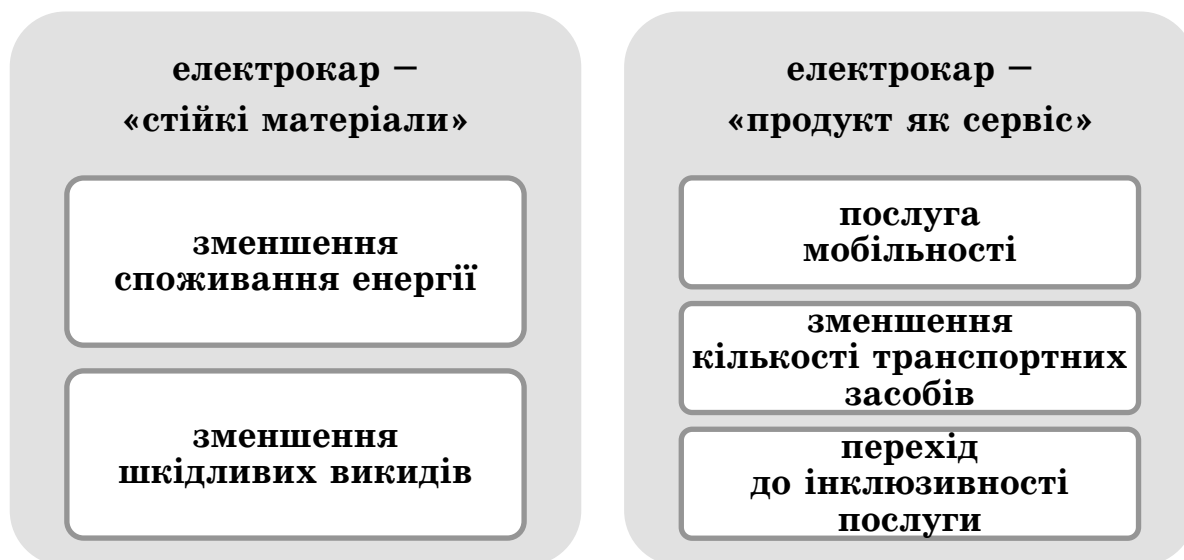 електрокар —
«стійкі матеріали»
зменшення
споживання енергії
зменшення
шкідливих викидів
електрокар —
«продукт як сервіс»
послуга
мобільності
зменшення
кількості транспортних
засобів
перехід
до інклюзивності
послуги